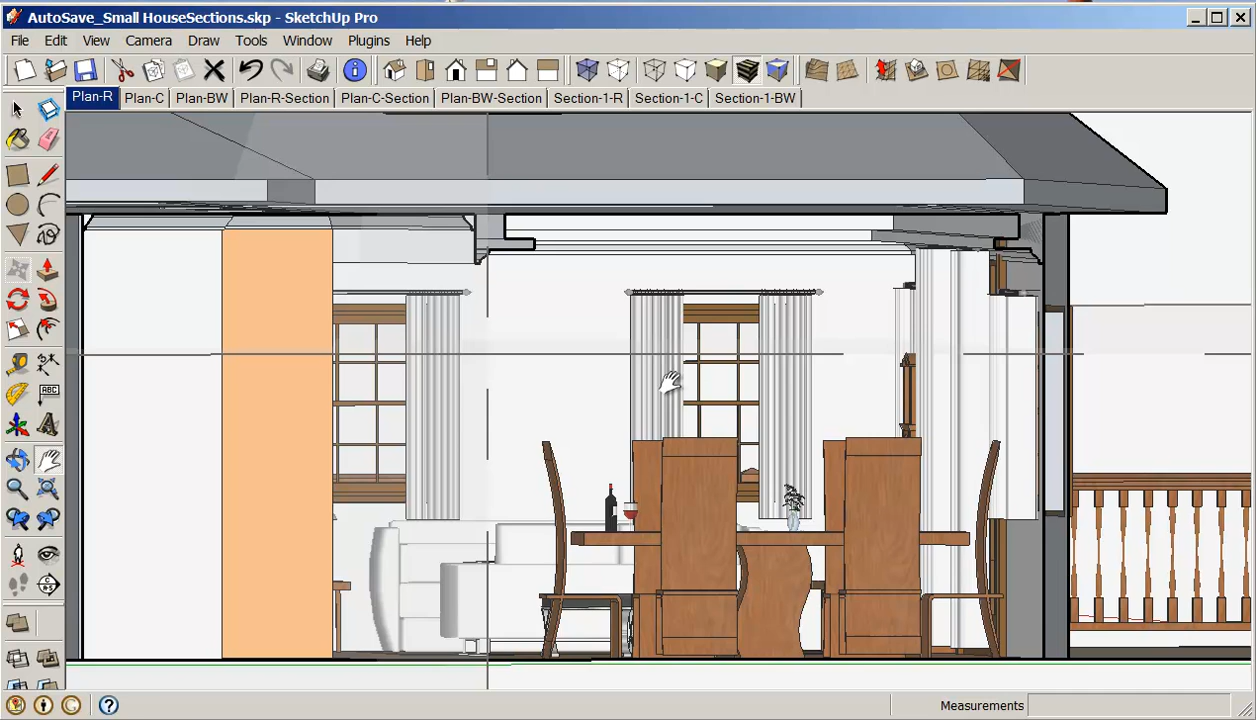 AutoSave_Small HouseSections.skp - SketchUp Pro
File Edit View Camera Draw Tools Window Plugins Help
Plan-R Plan-C Plan-BW Plan-R-Section Plan-C-Section Plan-BW-Section Section-1-R Section-1-C Section-1-BW
ABC
Measurements